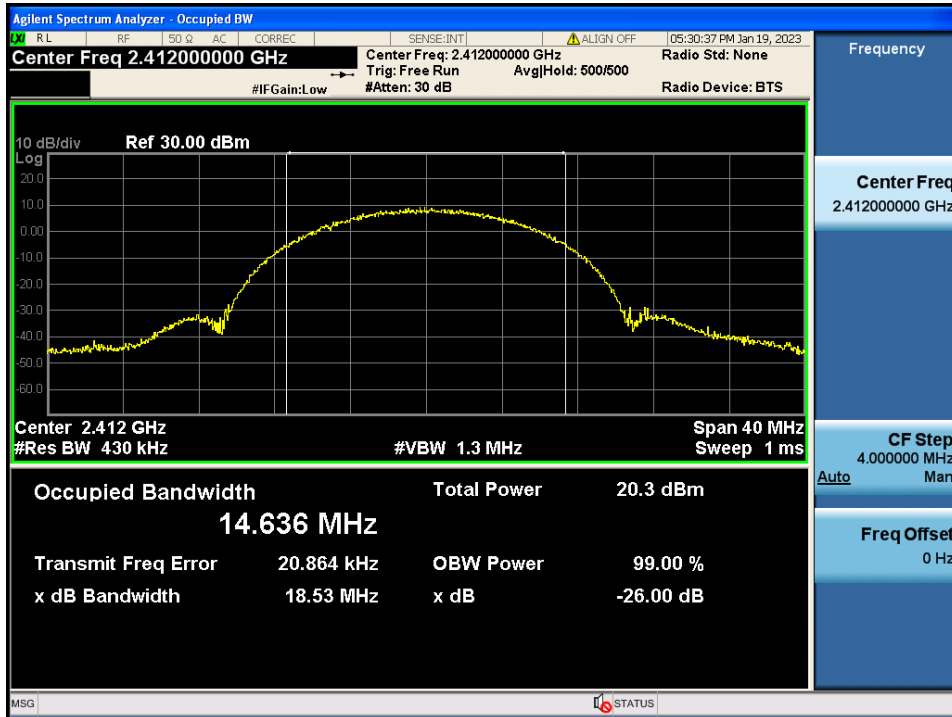 Agilent Spectrum Analyzer - Occupied BW
LXI RL RF 50 Ω AC CORREC SENSE:INT ALIGN OFF 05:30:37 PM Jan 19, 2023
Center Freq 2.412000000 GHz
Center Freq: 2.412000000 GHz Radio Std: None
Trig: Free Run Avg|Hold: 500/500
#IFGain:Low #Atten: 30 dB Radio Device: BTS
10 dB/div Ref 30.00 dBm
Log
20.0
10.0
0.00
-10.0
-20.0
-30.0
-40.0
-50.0
-60.0
Center 2.412 GHz Span 40 MHz
#Res BW 430 kHz #VBW 1.3 MHz Sweep 1 ms
Occupied Bandwidth Total Power 20.3 dBm
14.636 MHz
Transmit Freq Error 20.864 kHz OBW Power 99.00 %
x dB Bandwidth 18.53 MHz x dB -26.00 dB
MSG STATUS
Frequency
Center Freq
2.412000000 GHz
CF Step
4.000000 MHz
Auto Man
Freq Offset
0 Hz